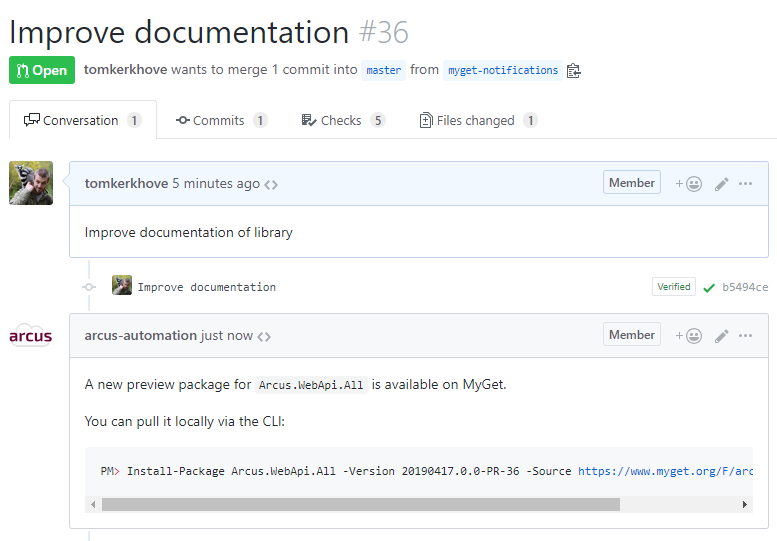 Improve documentation #36
Open tomkerkhove wants to merge 1 commit into master from myget-notifications
Conversation 1 Commits 1 Checks 5 Files changed 1
tomkerkhove 5 minutes ago <> Member
Improve documentation of library
Improve documentation Verified b5494ce
arcus
arcus-automation just now <> Member
A new preview package for Arcus.WebApi.All is available on MyGet.
You can pull it locally via the CLI:
PM> Install-Package Arcus.WebApi.All -Version 20190417.0.0-PR-36 -Source https://www.myget.org/F/arc